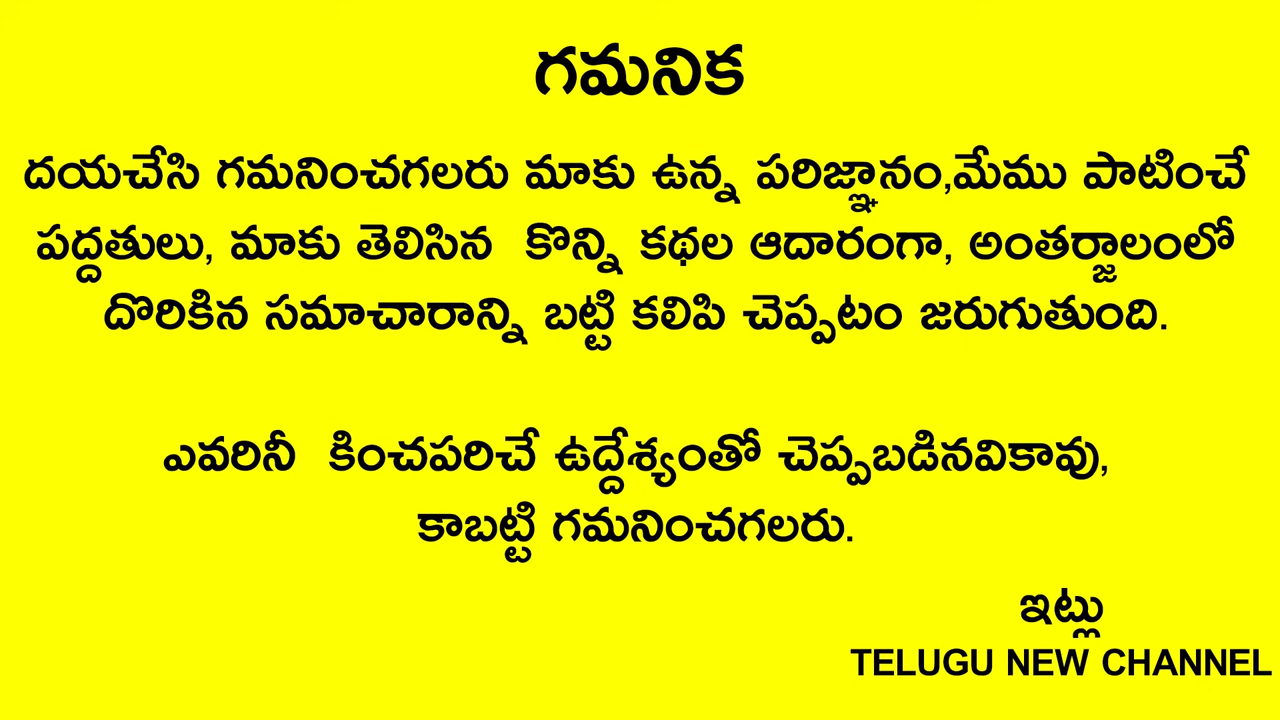 గమనిక
దయచేసి గమనించగలరు మాకు ఉన్న పరిజ్ఞానం,మేము పాటించే
పద్దతులు, మాకు తెలిసిన కొన్ని కథల ఆదారంగా, అంతర్జాలంలో
దొరికిన సమాచారాన్ని బట్టి కలిపి చెప్పటం జరుగుతుంది.
ఎవరినీ కించపరిచే ఉద్దేశ్యంతో చెప్పబడినవికావు,
కాబట్టి గమనించగలరు.
ఇట్లు
TELUGU NEW CHANNEL